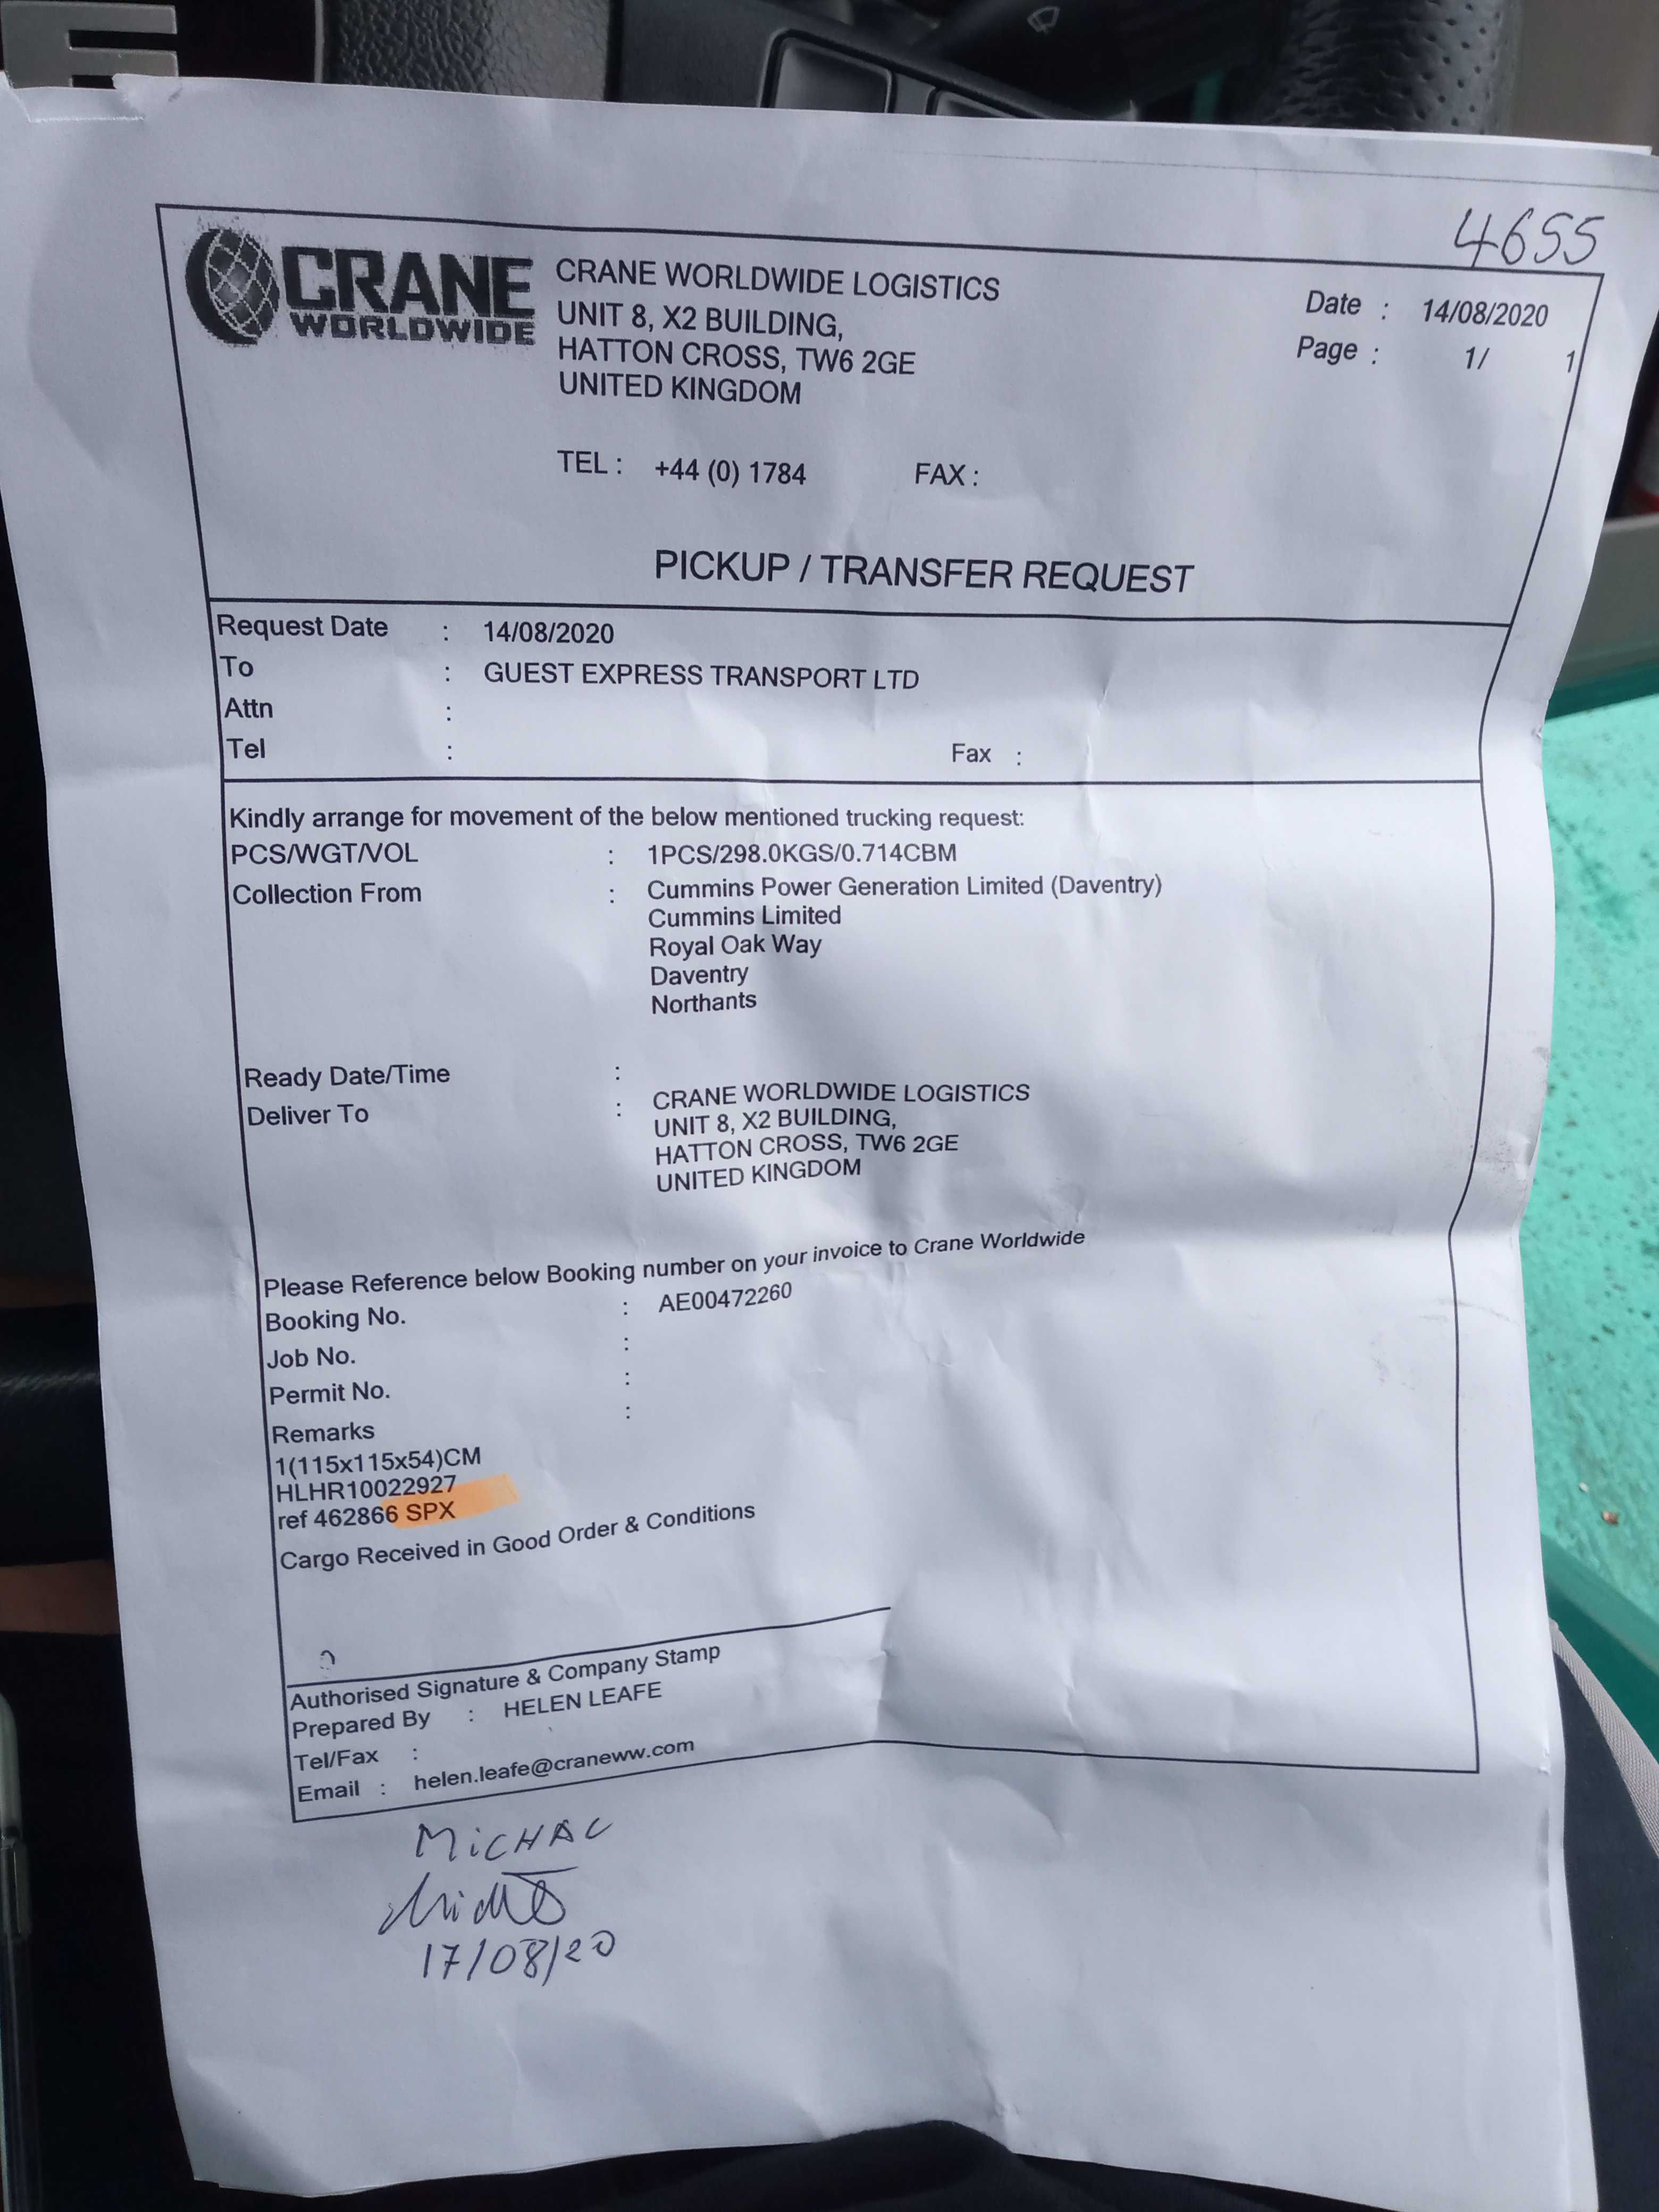 4655
CRANE
WORLDWIDE
CRANE WORLDWIDE LOGISTICS
UNIT 8, X2 BUILDING,
HATTON CROSS, TW6 2GE
UNITED KINGDOM
Date : 14/08/2020
Page : 1/ 1
TEL : +44 (0) 1784 FAX :
PICKUP / TRANSFER REQUEST
Request Date : 14/08/2020
To : GUEST EXPRESS TRANSPORT LTD
Attn :
Tel : Fax :
Kindly arrange for movement of the below mentioned trucking request:
PCS/WGT/VOL : 1PCS/298.0KGS/0.714CBM
Collection From : Cummins Power Generation Limited (Daventry)
Cummins Limited
Royal Oak Way
Daventry
Northants
Ready Date/Time :
Deliver To : CRANE WORLDWIDE LOGISTICS
UNIT 8, X2 BUILDING,
HATTON CROSS, TW6 2GE
UNITED KINGDOM
Please Reference below Booking number on your invoice to Crane Worldwide
Booking No. : AE00472260
Job No. :
Permit No. :
Remarks :
1(115x115x54)CM
HLHR10022927
ref 462866 SPX
Cargo Received in Good Order & Conditions
Authorised Signature & Company Stamp
Prepared By : HELEN LEAFE
Tel/Fax :
Email : helen.leafe@craneww.com
MiCHAL
17/08/20